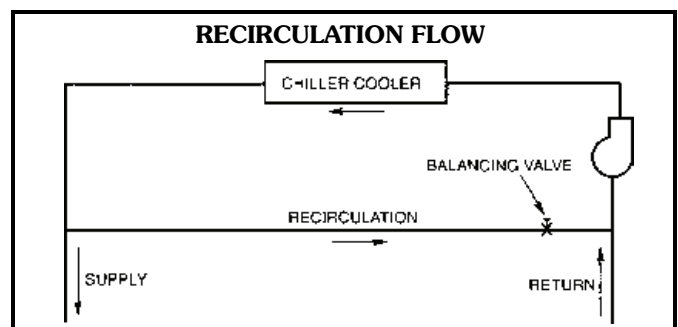 RECIRCULATION FLOW
CHILLER COOLER
BALANCING VALVE
RECIRCULATION
SUPPLY
RETURN